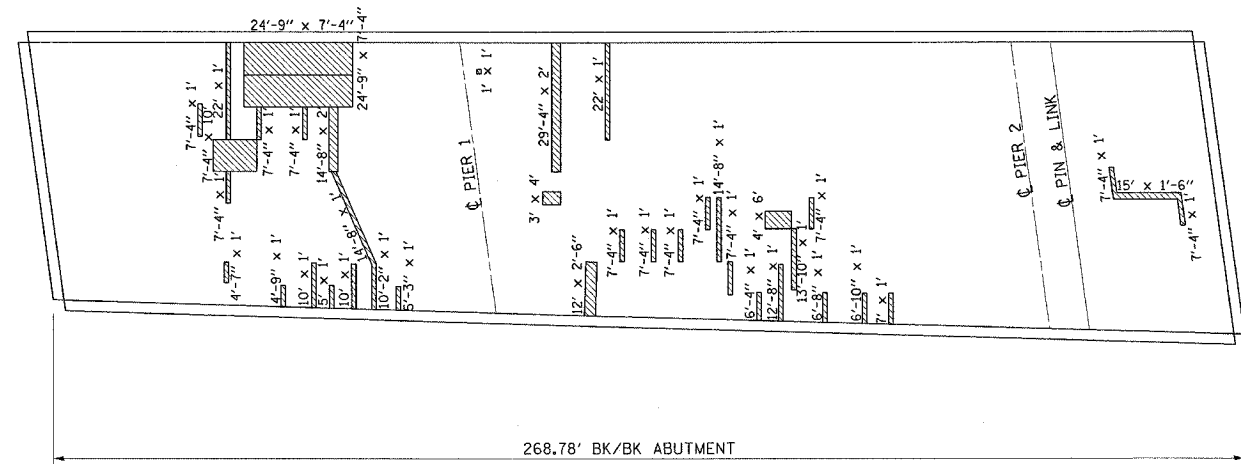 24'-9" x 7'-4"
24'-9" x 7'-4"
22' x 1'
7'-4" x 1'
7'-4" x 10'
7'-4" x 1'
7'-4" x 1'
14'-8" x 2'
7'-4" x 1'
14'-8" x 1'
4'-7" x 1'
4'-9" x 1'
10' x 1'
5' x 1'
10' x 1'
10'-2" x 1'
5'-3" x 1'
℄ PIER 1
1' x 1'
29'-4" x 2'
22' x 1'
3' x 4'
12' x 2'-6"
7'-4" x 1'
7'-4" x 1'
7'-4" x 1'
7'-4" x 1'
14'-8" x 1'
7'-4" x 1'
4' x 6'
7'-4" x 1'
13'-10" x 1'
6'-4" x 1'
12'-8" x 1'
6'-8" x 1'
6'-10" x 1'
7' x 1'
℄ PIER 2
℄ PIN & LINK
7'-4" x 1'
15' x 1'-6"
7'-4" x 1'
268.78' BK/BK ABUTMENT